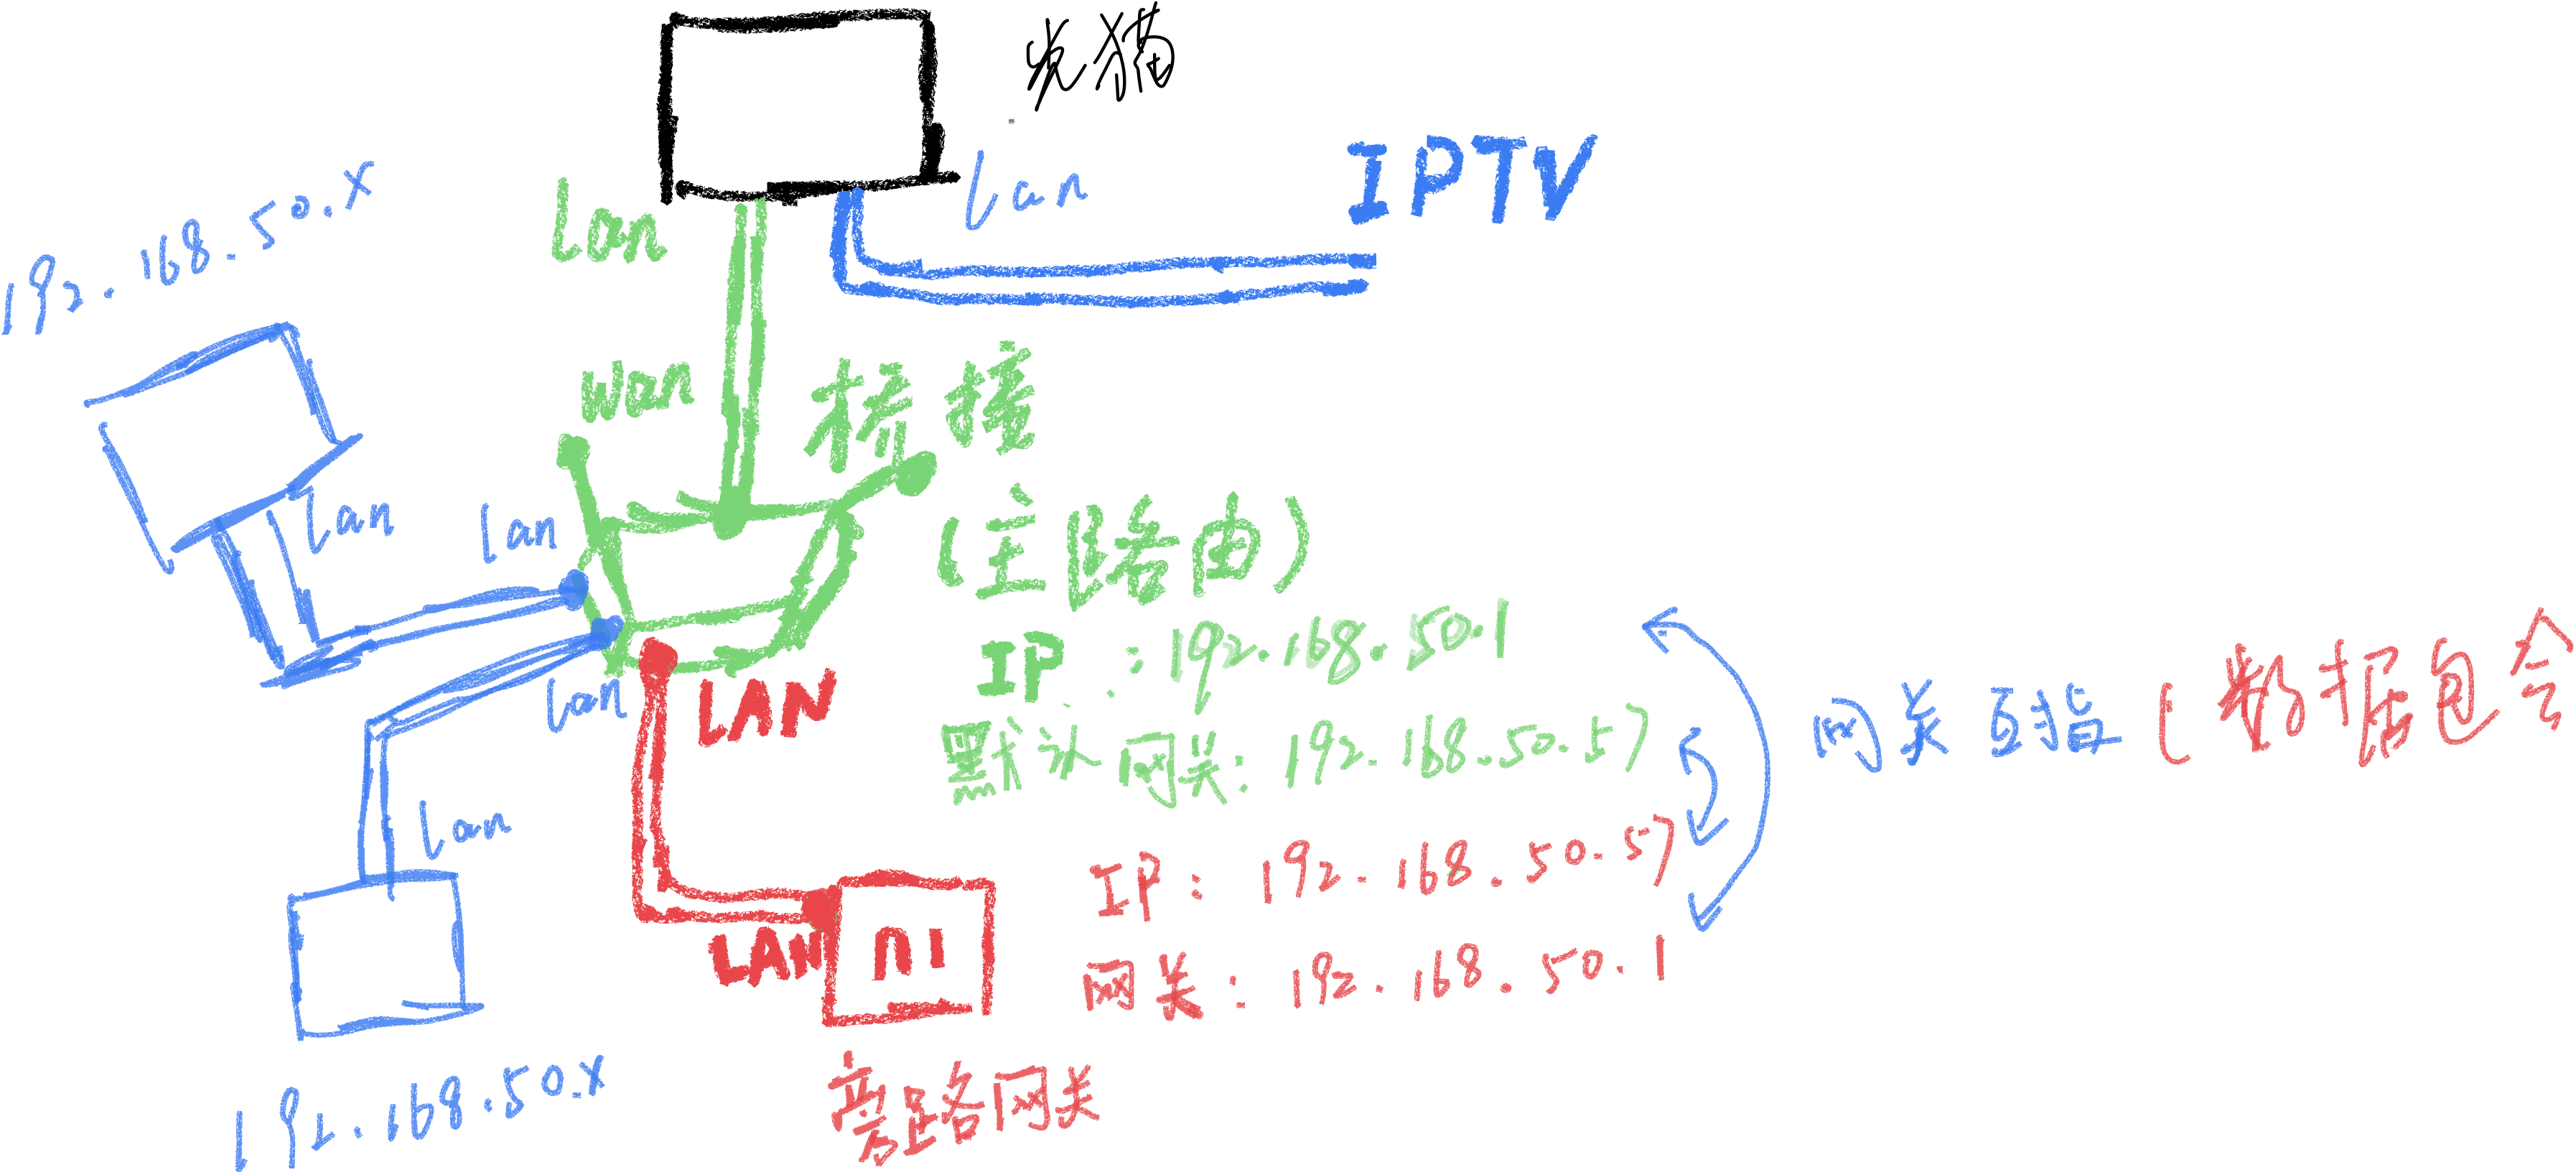 光猫
IPTV
lan
lan
192.168.50.x
wan
桥接
lan
lan
(主路由)
IP:192.168.50.1
lan
LAN
默认网关:192.168.50.57
网关互指(数据包会
lan
IP:192.168.50.57
LAN
n1
网关:192.168.50.1
192.168.50.x
旁路网关